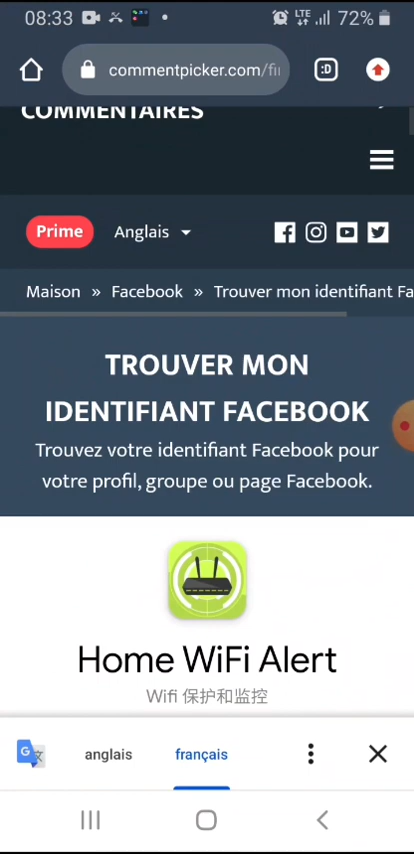 08:33 LTE 72%
commentpicker.com/fi :D
COMMENTAIRES
Prime Anglais
Maison » Facebook » Trouver mon identifiant Fa
TROUVER MON
IDENTIFIANT FACEBOOK
Trouvez votre identifiant Facebook pour
votre profil, groupe ou page Facebook.
Home WiFi Alert
Wifi 保护和监控
G 文 anglais français